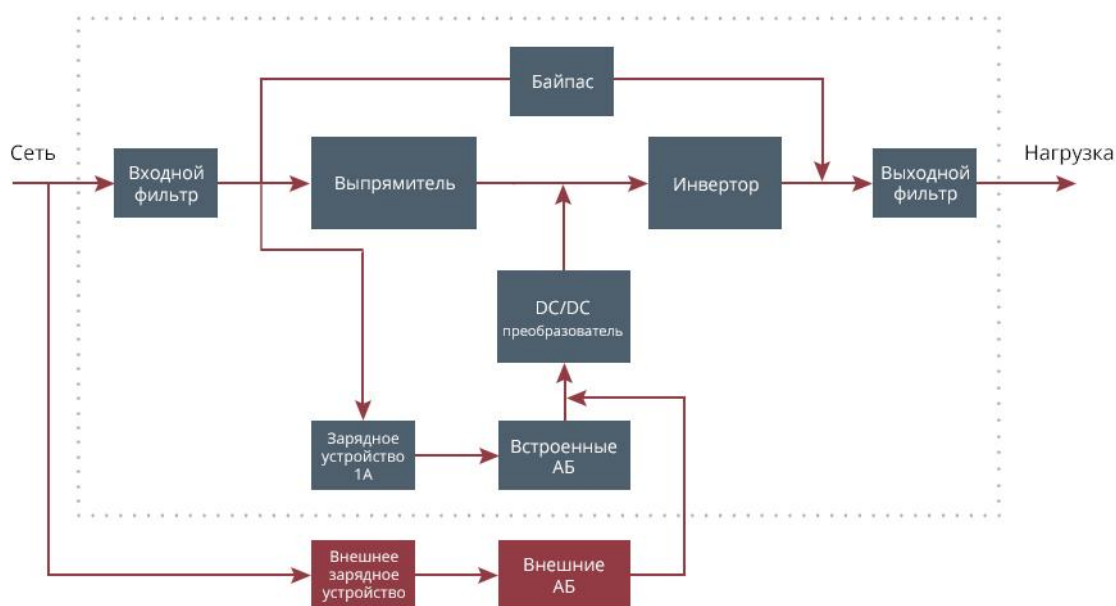 Байпас
Сеть
Входной
фильтр
Выпрямитель
Инвертор
Выходной
фильтр
Нагрузка
DC/DC
преобразователь
Зарядное
устройство
1А
Встроенные
АБ
Внешнее
зарядное
устройство
Внешние
АБ